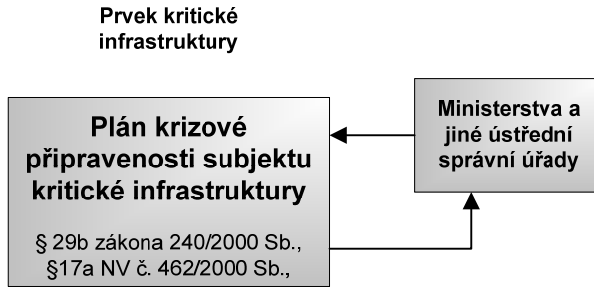 Prvek kritické
infrastruktury
Plán krizové
připravenosti subjektu
kritické infrastruktury
§ 29b zákona 240/2000 Sb.,
§17a NV č. 462/2000 Sb.,
Ministerstva a
jiné ústřední
správní úřady